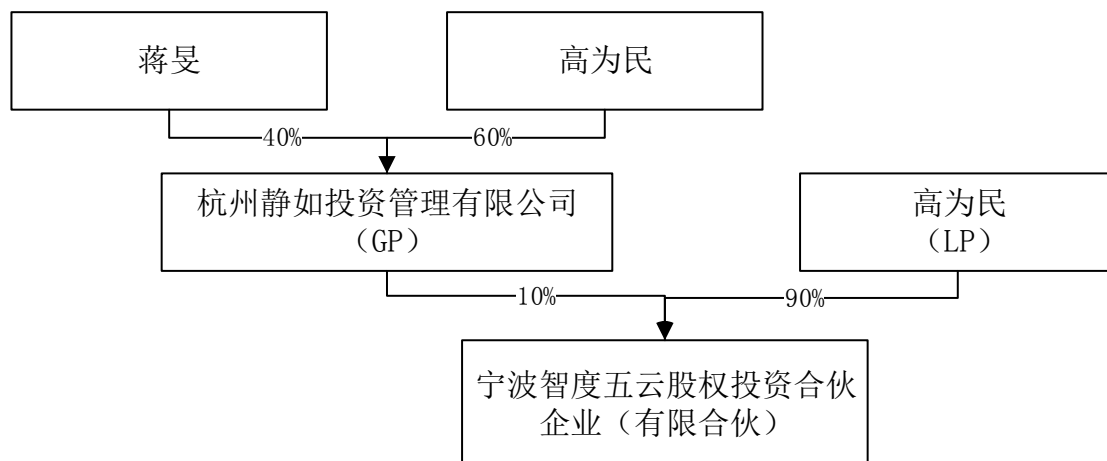 蒋旻
高为民
40%
60%
杭州静如投资管理有限公司
（GP）
高为民
（LP）
10%
90%
宁波智度五云股权投资合伙
企业（有限合伙）